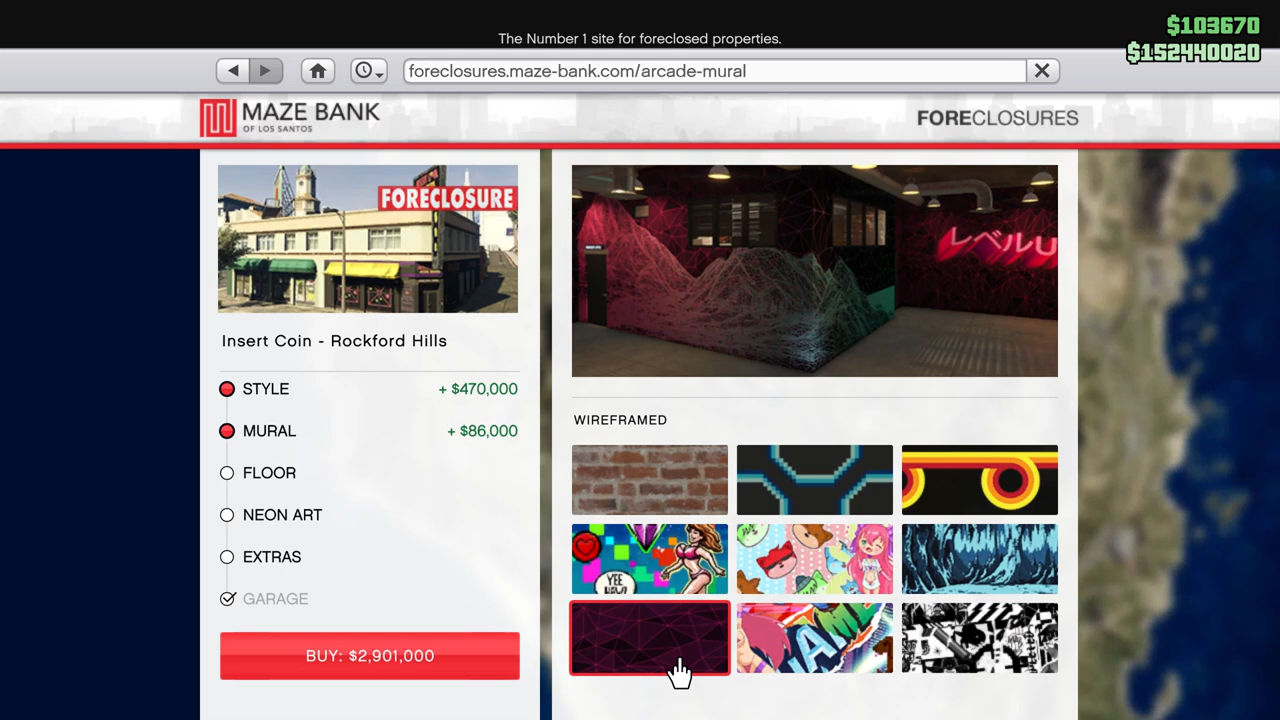 The Number 1 site for foreclosed properties.
$103670
$152440020
foreclosures.maze-bank.com/arcade-mural
MAZE BANK
OF LOS SANTOS
FORECLOSURES
FORECLOSURE
レベルU
Insert Coin - Rockford Hills
STYLE + $470,000
MURAL + $86,000
FLOOR
NEON ART
EXTRAS
GARAGE
BUY: $2,901,000
WIREFRAMED
YEE